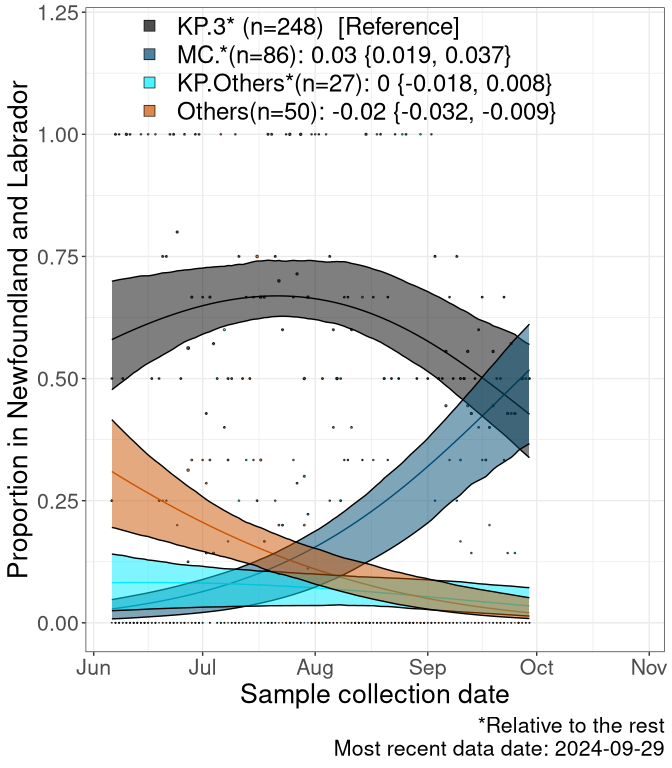 1.25
KP.3* (n=248)  [Reference]
MC.*(n=86): 0.03 {0.019, 0.037}
KP.Others*(n=27): 0 {-0.018, 0.008}
Others(n=50): -0.02 {-0.032, -0.009}
1.00
0.75
0.50
0.25
0.00
Proportion in Newfoundland and Labrador
Jun Jul Aug Sep Oct Nov
Sample collection date
*Relative to the rest
Most recent data date: 2024-09-29